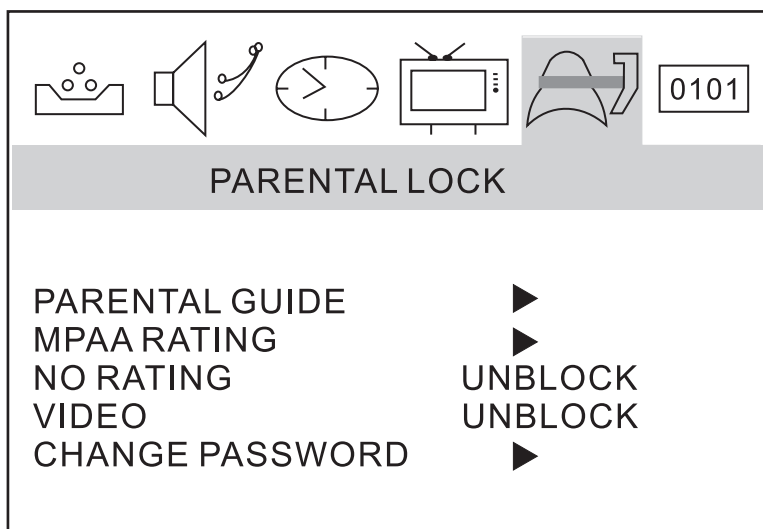 0101
PARENTAL LOCK
PARENTAL GUIDE ▶
MPAA RATING ▶
NO RATING UNBLOCK
VIDEO UNBLOCK
CHANGE PASSWORD ▶